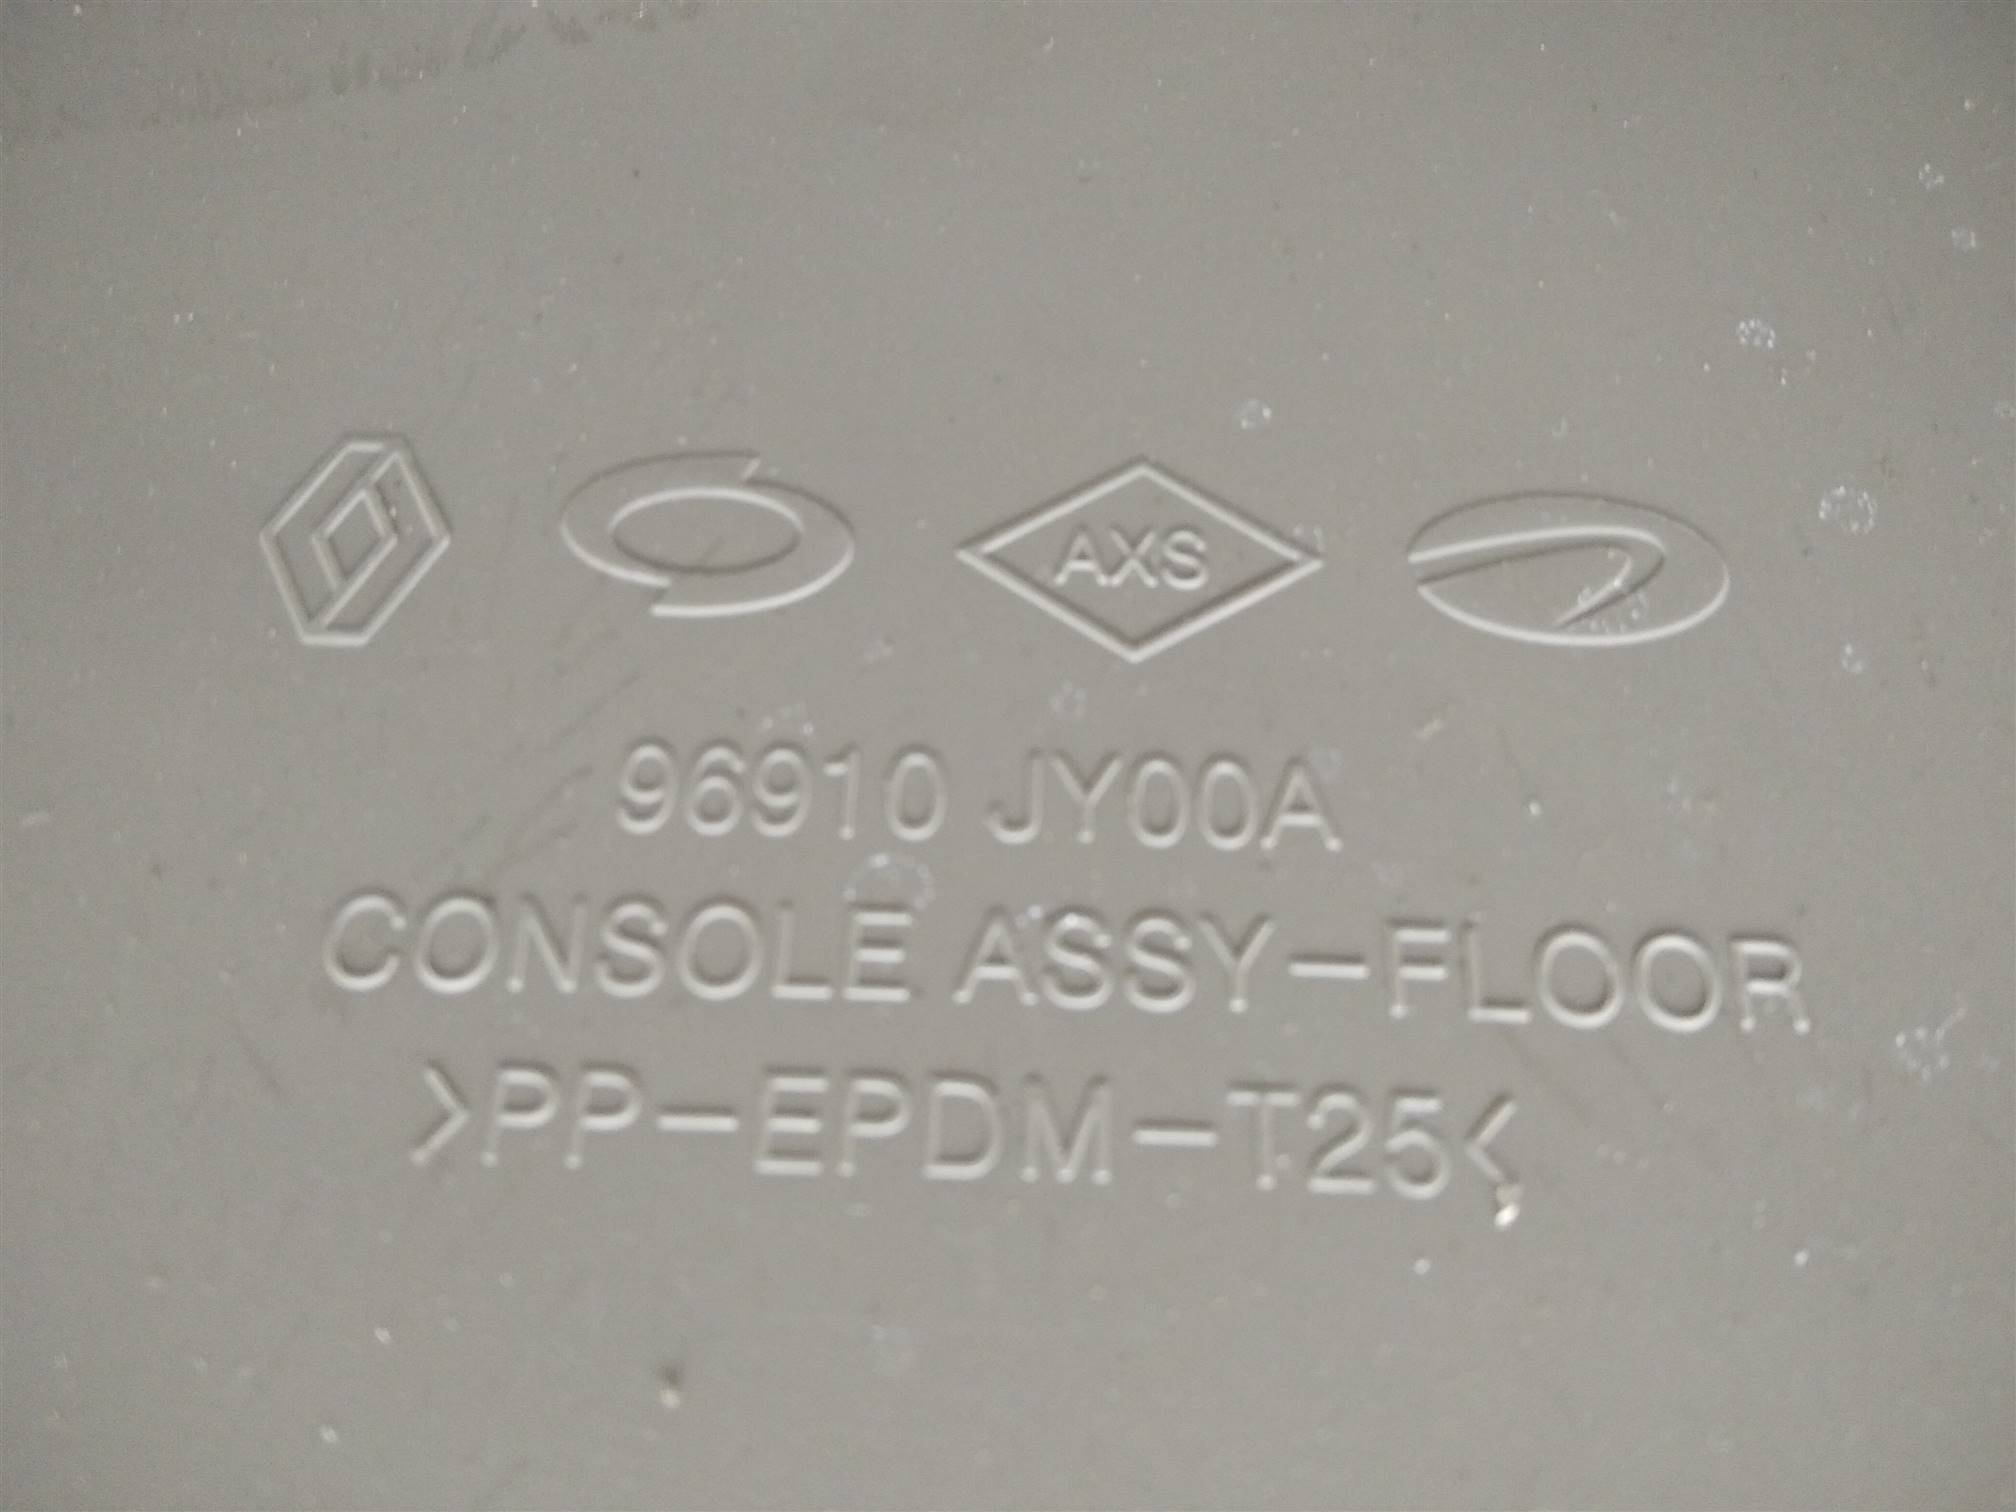 AXS
96910 JY00A
CONSOLE ASSY-FLOOR
>PP-EPDM-T25<